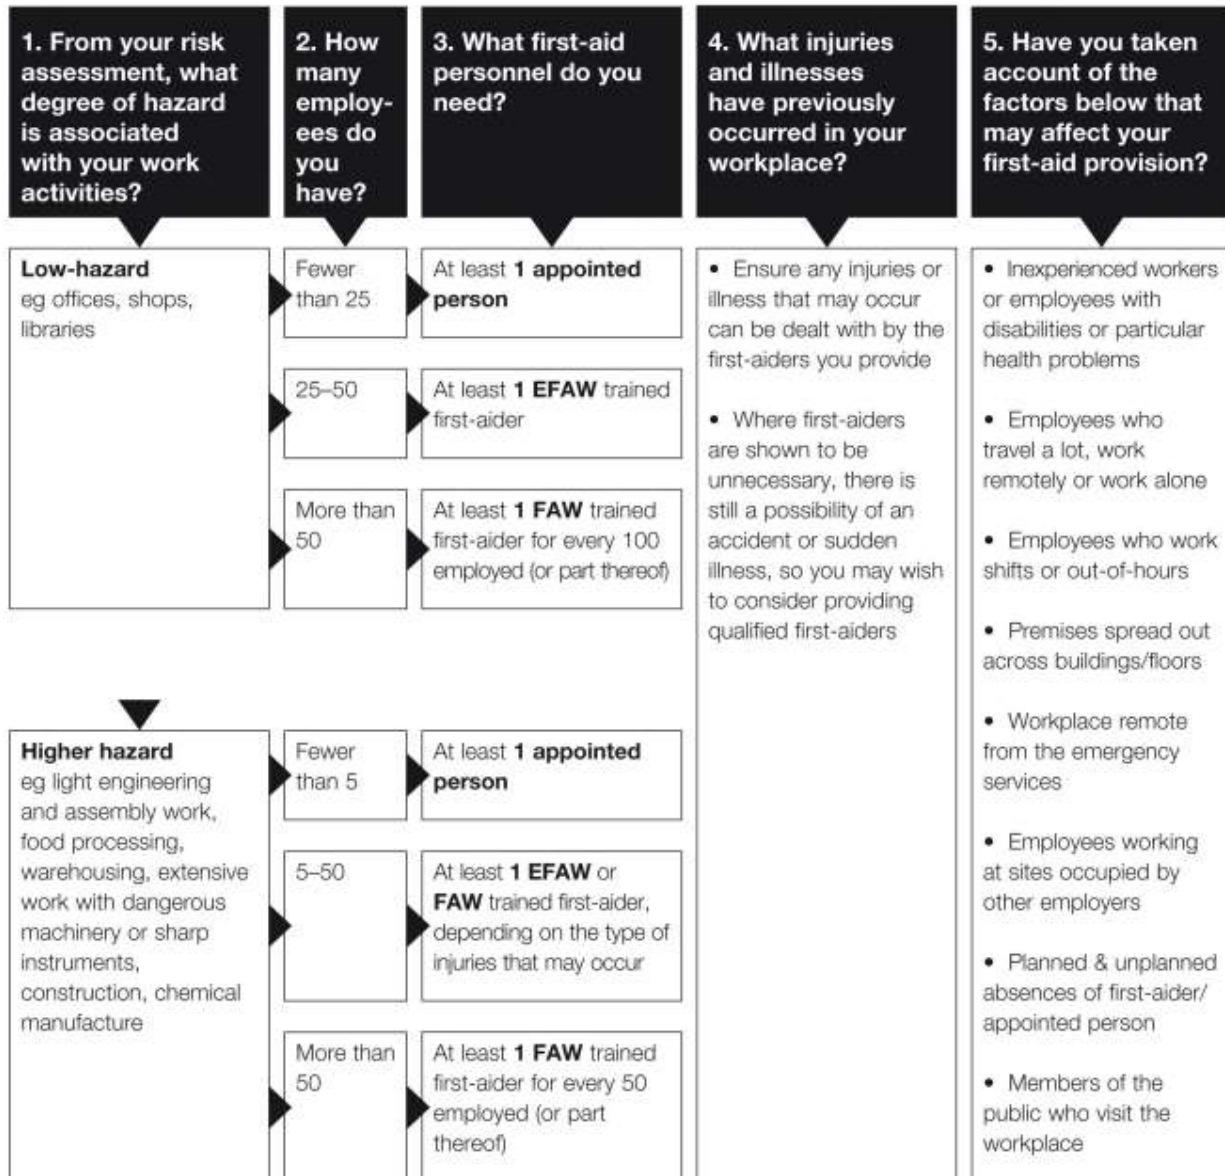 1. From your risk
assessment, what
degree of hazard
is associated
with your work
activities?
2. How
many
employ-
ees do
you
have?
3. What first-aid
personnel do you
need?
4. What injuries
and illnesses
have previously
occurred in your
workplace?
5. Have you taken
account of the
factors below that
may affect your
first-aid provision?
Low-hazard
eg offices, shops,
libraries
Fewer
than 25
At least 1 appointed
person
25–50
At least 1 EFAW trained
first-aider
More than
50
At least 1 FAW trained
first-aider for every 100
employed (or part thereof)
Higher hazard
eg light engineering
and assembly work,
food processing,
warehousing, extensive
work with dangerous
machinery or sharp
instruments,
construction, chemical
manufacture
Fewer
than 5
At least 1 appointed
person
5–50
At least 1 EFAW or
FAW trained first-aider,
depending on the type of
injuries that may occur
More than
50
At least 1 FAW trained
first-aider for every 50
employed (or part
thereof)
• Ensure any injuries or
illness that may occur
can be dealt with by the
first-aiders you provide
• Where first-aiders
are shown to be
unnecessary, there is
still a possibility of an
accident or sudden
illness, so you may wish
to consider providing
qualified first-aiders
• Inexperienced workers
or employees with
disabilities or particular
health problems
• Employees who
travel a lot, work
remotely or work alone
• Employees who work
shifts or out-of-hours
• Premises spread out
across buildings/floors
• Workplace remote
from the emergency
services
• Employees working
at sites occupied by
other employers
• Planned & unplanned
absences of first-aider/
appointed person
• Members of the
public who visit the
workplace